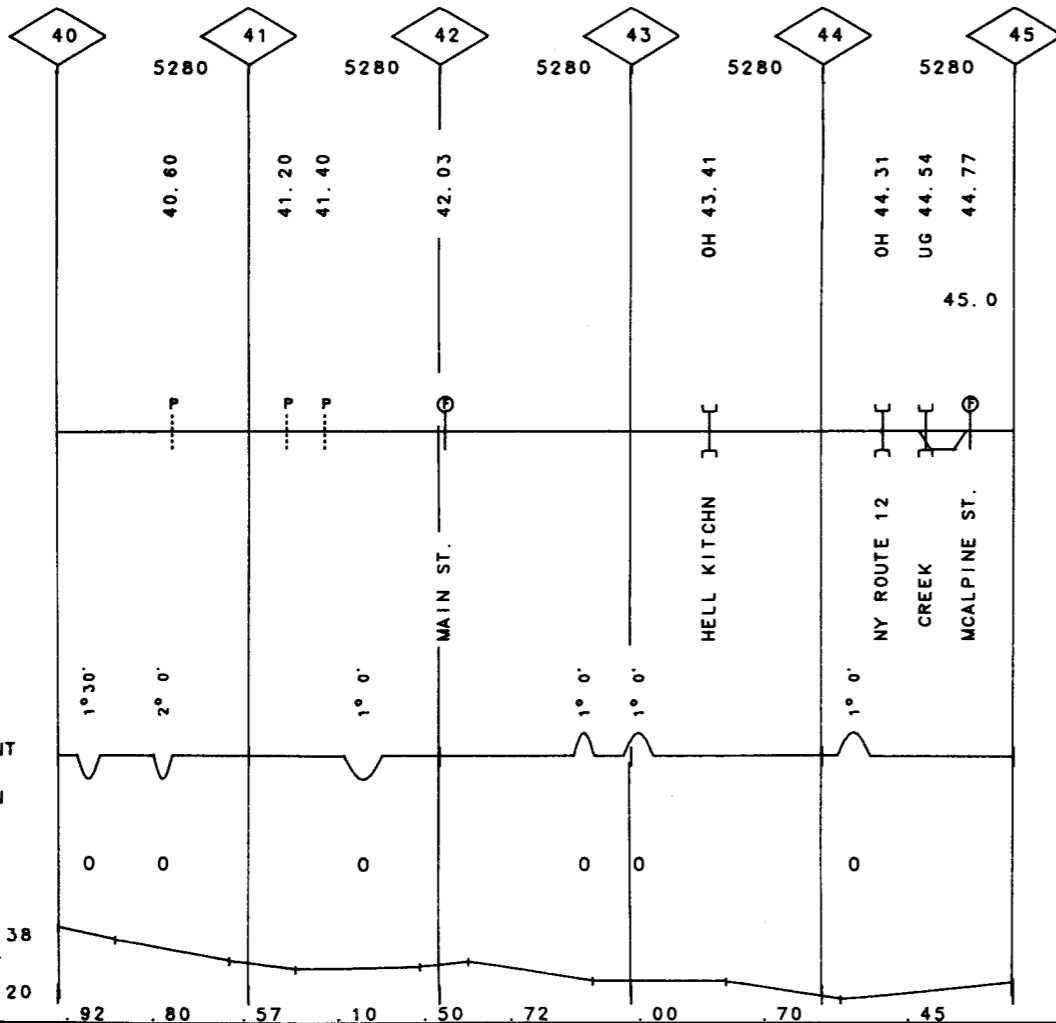 40 41 42 43 44 45
5280 5280 5280 5280 5280
40.60
41.20
41.40
42.03
OH 43.41
OH 44.31
UG 44.54
44.77
45.0
P P P F F
MAIN ST.
HELL KITCHN
NY ROUTE 12
CREEK
MCALPINE ST.
1°30'
2° 0'
1° 0'
1° 0'
1° 0'
1° 0'
NT
N
0 0 0 0 0 0
38
20
.92 .80 .57 .10 .50 .72 .00 .70 .45